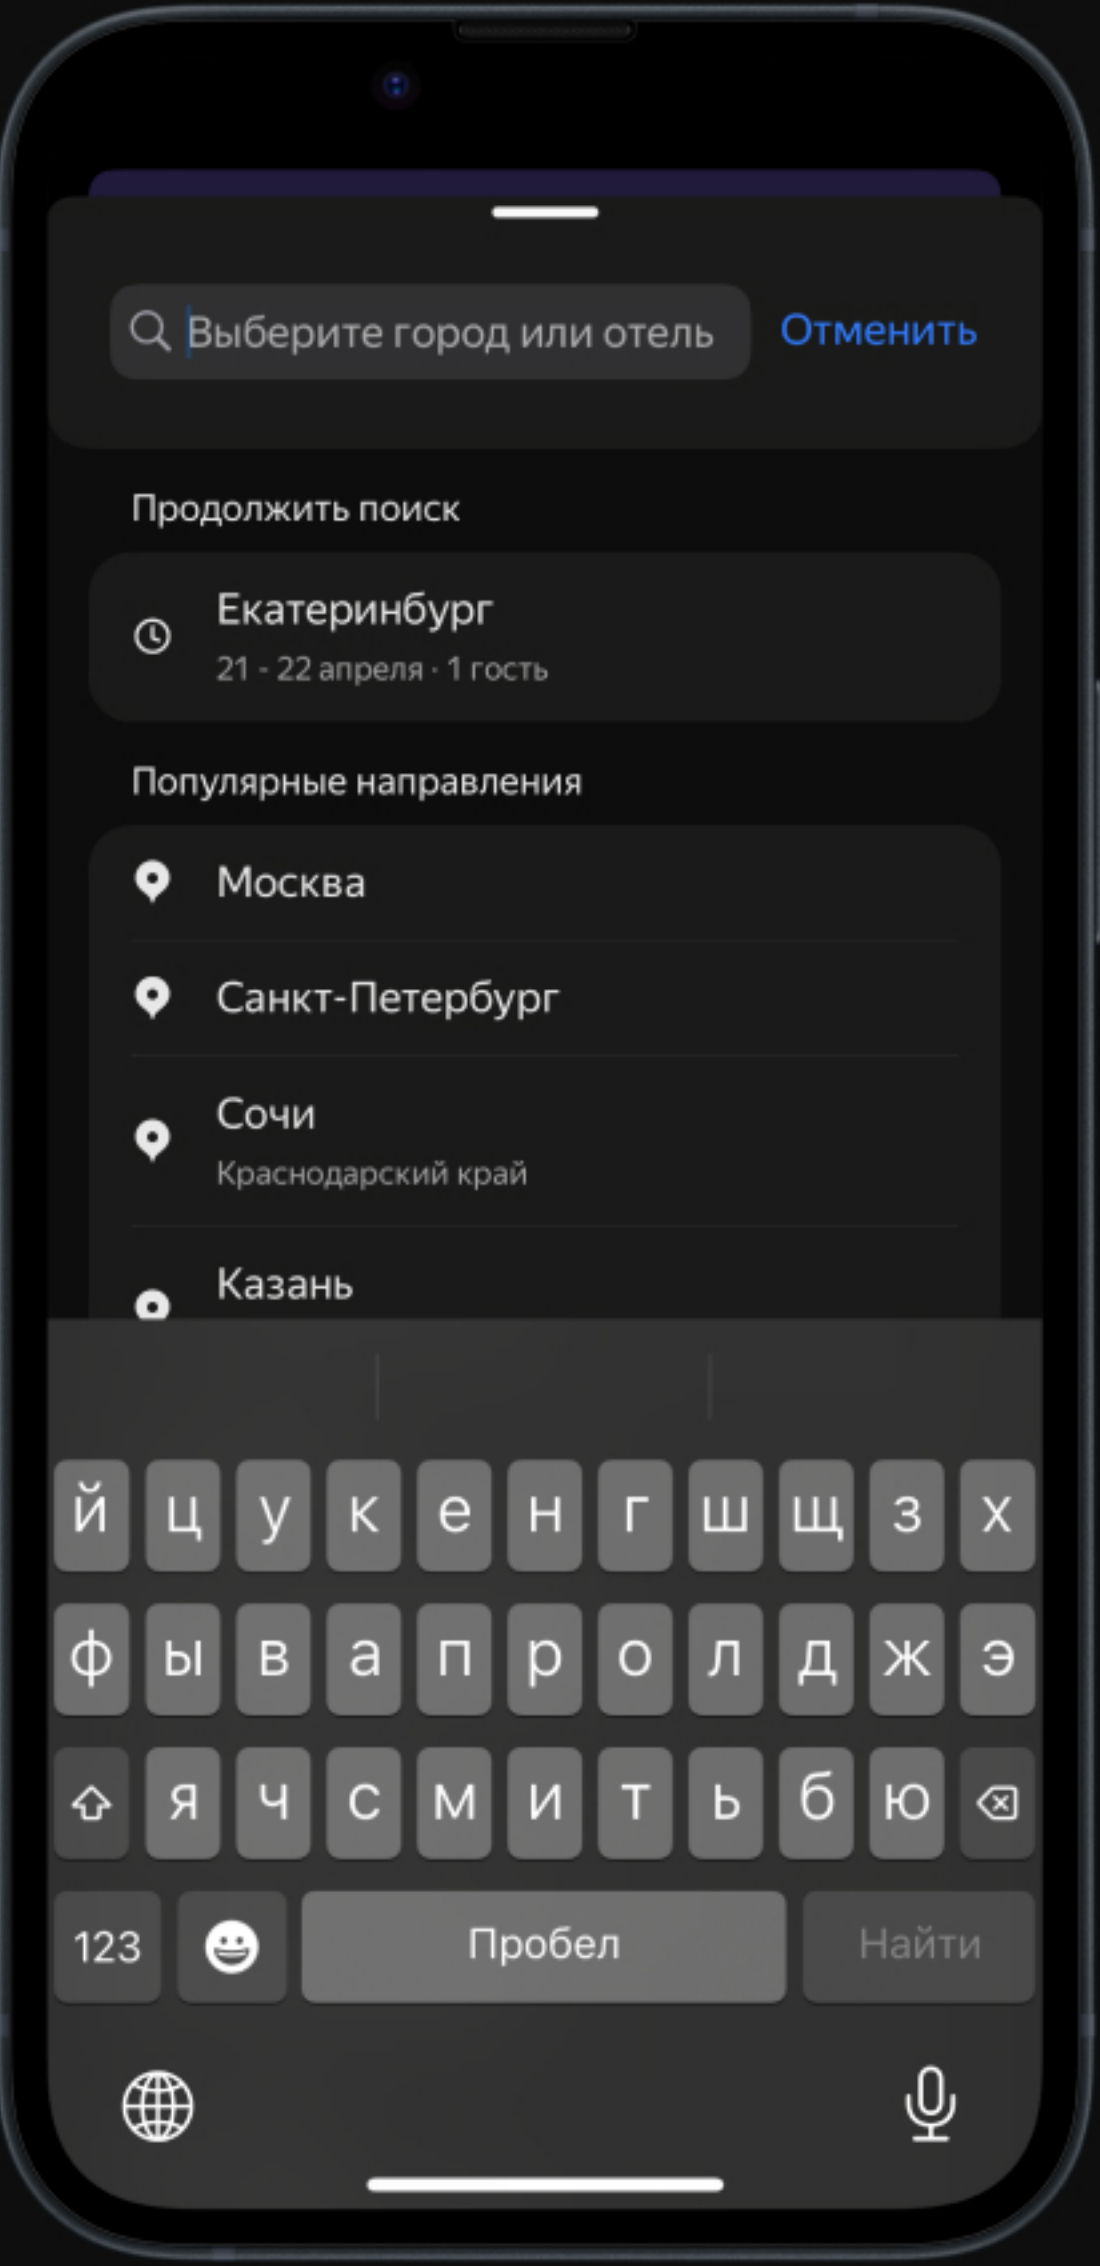 Выберите город или отель Отменить
Продолжить поиск
Екатеринбург
21 - 22 апреля · 1 гость
Популярные направления
Москва
Санкт-Петербург
Сочи
Краснодарский край
Казань
й ц у к е н г ш щ з х
ф ы в а п р о л д ж э
я ч с м и т ь б ю
123 Пробел Найти